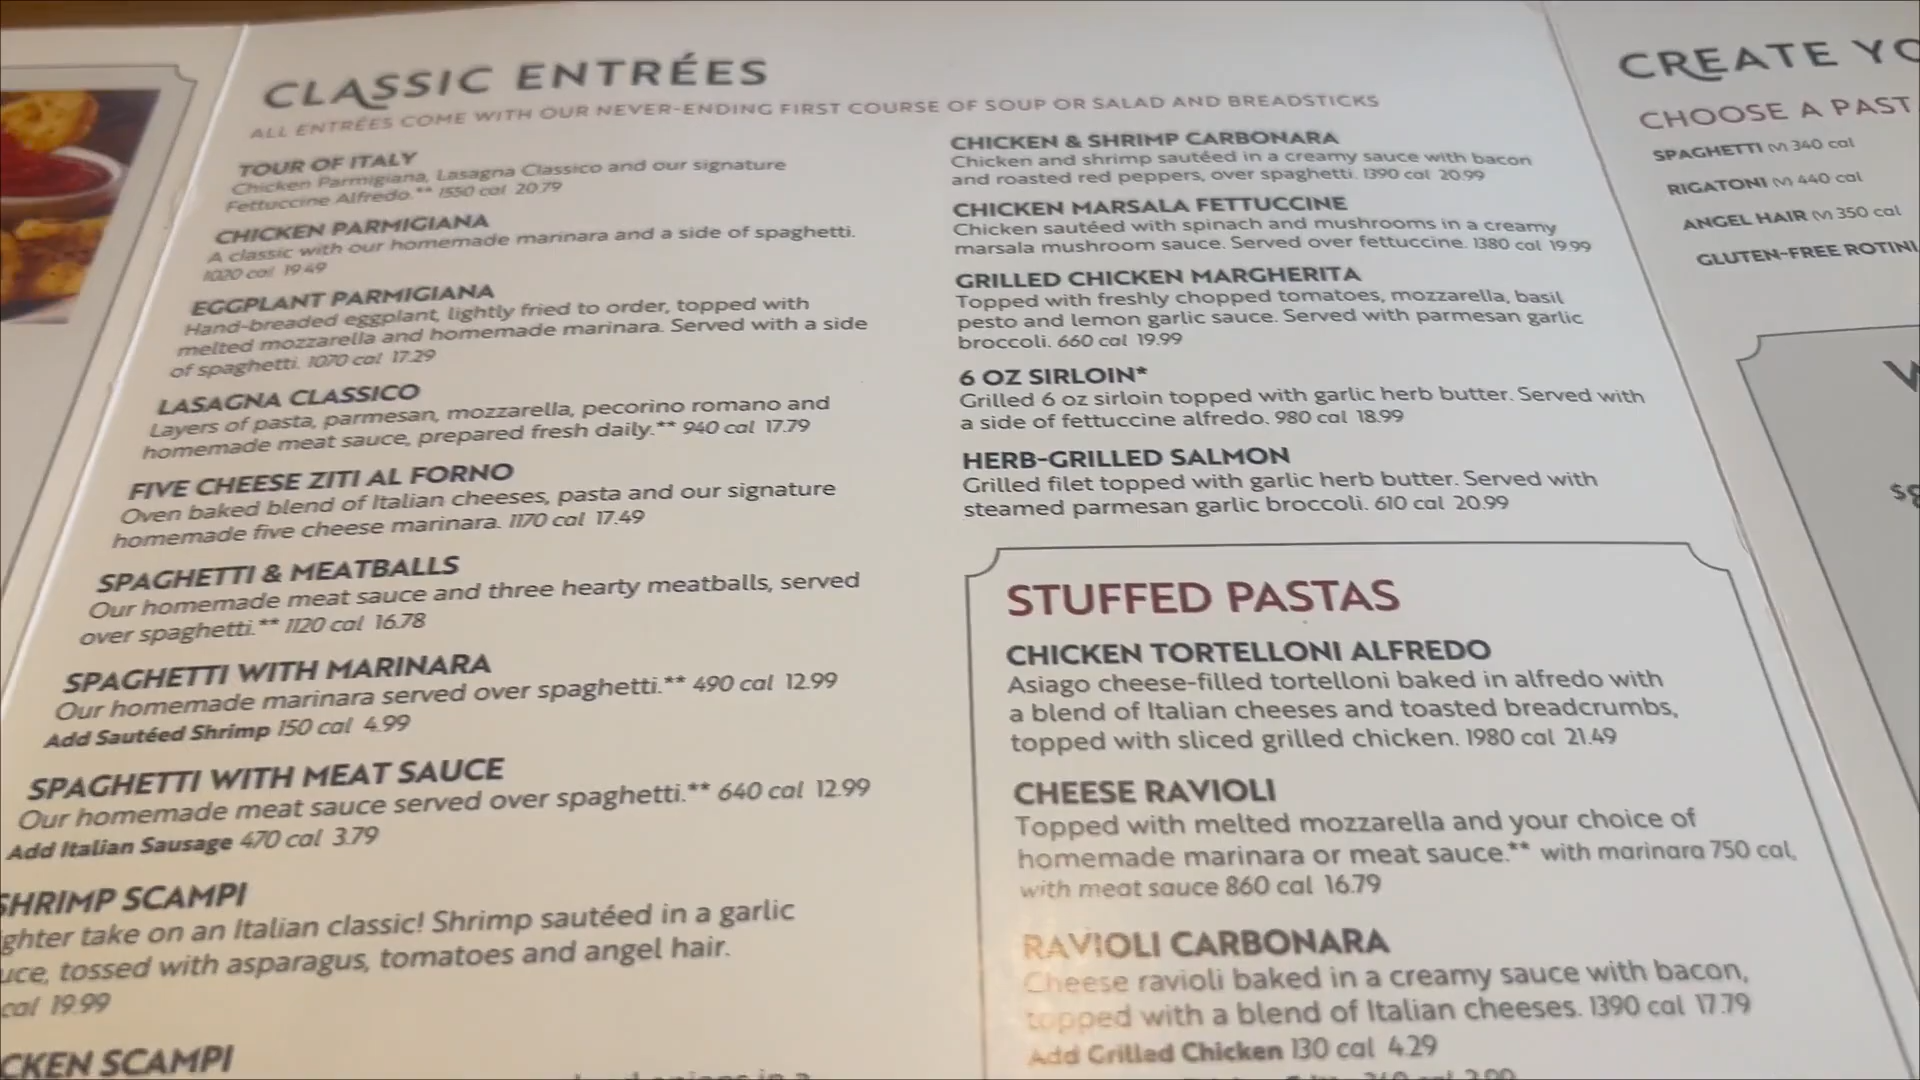 CLASSIC ENTRÉES
ALL ENTRÉES COME WITH OUR NEVER-ENDING FIRST COURSE OF SOUP OR SALAD AND BREADSTICKS
TOUR OF ITALY
Chicken Parmigiana, Lasagna Classico and our signature
Fettuccine Alfredo.** 1550 cal 20.79
CHICKEN PARMIGIANA
A classic with our homemade marinara and a side of spaghetti.
1020 cal 19.49
EGGPLANT PARMIGIANA
Hand-breaded eggplant, lightly fried to order, topped with
melted mozzarella and homemade marinara. Served with a side
of spaghetti. 1070 cal 17.29
LASAGNA CLASSICO
Layers of pasta, parmesan, mozzarella, pecorino romano and
homemade meat sauce, prepared fresh daily.** 940 cal 17.79
FIVE CHEESE ZITI AL FORNO
Oven baked blend of Italian cheeses, pasta and our signature
homemade five cheese marinara. 1170 cal 17.49
SPAGHETTI & MEATBALLS
Our homemade meat sauce and three hearty meatballs, served
over spaghetti.** 1120 cal 16.78
SPAGHETTI WITH MARINARA
Our homemade marinara served over spaghetti.** 490 cal 12.99
Add Sautéed Shrimp 150 cal 4.99
SPAGHETTI WITH MEAT SAUCE
Our homemade meat sauce served over spaghetti.** 640 cal 12.99
Add Italian Sausage 470 cal 3.79
SHRIMP SCAMPI
ghter take on an Italian classic! Shrimp sautéed in a garlic
uce, tossed with asparagus, tomatoes and angel hair.
cal 19.99
CKEN SCAMPI
CHICKEN & SHRIMP CARBONARA
Chicken and shrimp sautéed in a creamy sauce with bacon
and roasted red peppers, over spaghetti. 1390 cal 20.99
CHICKEN MARSALA FETTUCCINE
Chicken sautéed with spinach and mushrooms in a creamy
marsala mushroom sauce. Served over fettuccine. 1380 cal 19.99
GRILLED CHICKEN MARGHERITA
Topped with freshly chopped tomatoes, mozzarella, basil
pesto and lemon garlic sauce. Served with parmesan garlic
broccoli. 660 cal 19.99
6 OZ SIRLOIN*
Grilled 6 oz sirloin topped with garlic herb butter. Served with
a side of fettuccine alfredo. 980 cal 18.99
HERB-GRILLED SALMON
Grilled filet topped with garlic herb butter. Served with
steamed parmesan garlic broccoli. 610 cal 20.99
STUFFED PASTAS
CHICKEN TORTELLONI ALFREDO
Asiago cheese-filled tortelloni baked in alfredo with
a blend of Italian cheeses and toasted breadcrumbs,
topped with sliced grilled chicken. 1980 cal 21.49
CHEESE RAVIOLI
Topped with melted mozzarella and your choice of
homemade marinara or meat sauce.** with marinara 750 cal,
with meat sauce 860 cal 16.79
RAVIOLI CARBONARA
Cheese ravioli baked in a creamy sauce with bacon,
topped with a blend of Italian cheeses. 1390 cal 17.79
Add Grilled Chicken 130 cal 4.29
CREATE YO
CHOOSE A PAST
SPAGHETTI (V) 340 cal
RIGATONI (V) 440 cal
ANGEL HAIR (V) 350 cal
GLUTEN-FREE ROTINI